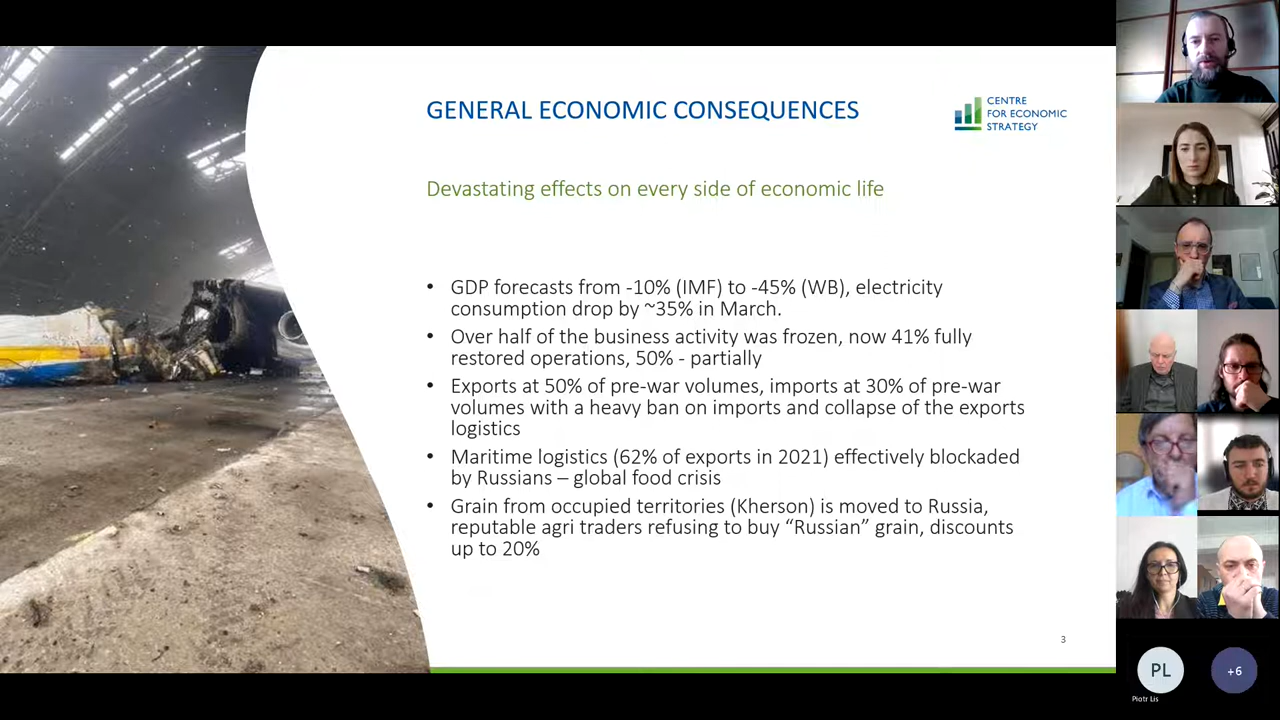 GENERAL ECONOMIC CONSEQUENCES
CENTRE
FOR ECONOMIC
STRATEGY
Devastating effects on every side of economic life
• GDP forecasts from -10% (IMF) to -45% (WB), electricity
consumption drop by ~35% in March.
• Over half of the business activity was frozen, now 41% fully
restored operations, 50% - partially
• Exports at 50% of pre-war volumes, imports at 30% of pre-war
volumes with a heavy ban on imports and collapse of the exports
logistics
• Maritime logistics (62% of exports in 2021) effectively blockaded
by Russians – global food crisis
• Grain from occupied territories (Kherson) is moved to Russia,
reputable agri traders refusing to buy “Russian” grain, discounts
up to 20%
3
PL
+6
Piotr Lis